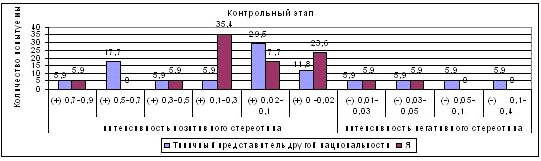 Контрольный этап
Количество испытуемых
40
35
30
25
20
15
10
5
0
5,9 5,9 17,7 0 5,9 5,9 5,9 35,4 29,5 17,7 11,8 23,6 5,9 5,9 5,9 5,9 5,9 0 5,9 0
(+) 0,7-0,9 (+) 0,5-0,7 (+) 0,3-0,5 (+) 0,1-0,3 (+) 0,02-0,1 (+) 0 -0,02 (-) 0,01-0,03 (-) 0,03-0,05 (-) 0,05-0,1 (-) 0,1-0,4
интенсивность позитивного стереотипа интенсивность негативного стереотипа
Типичный представитель другой национальности Я